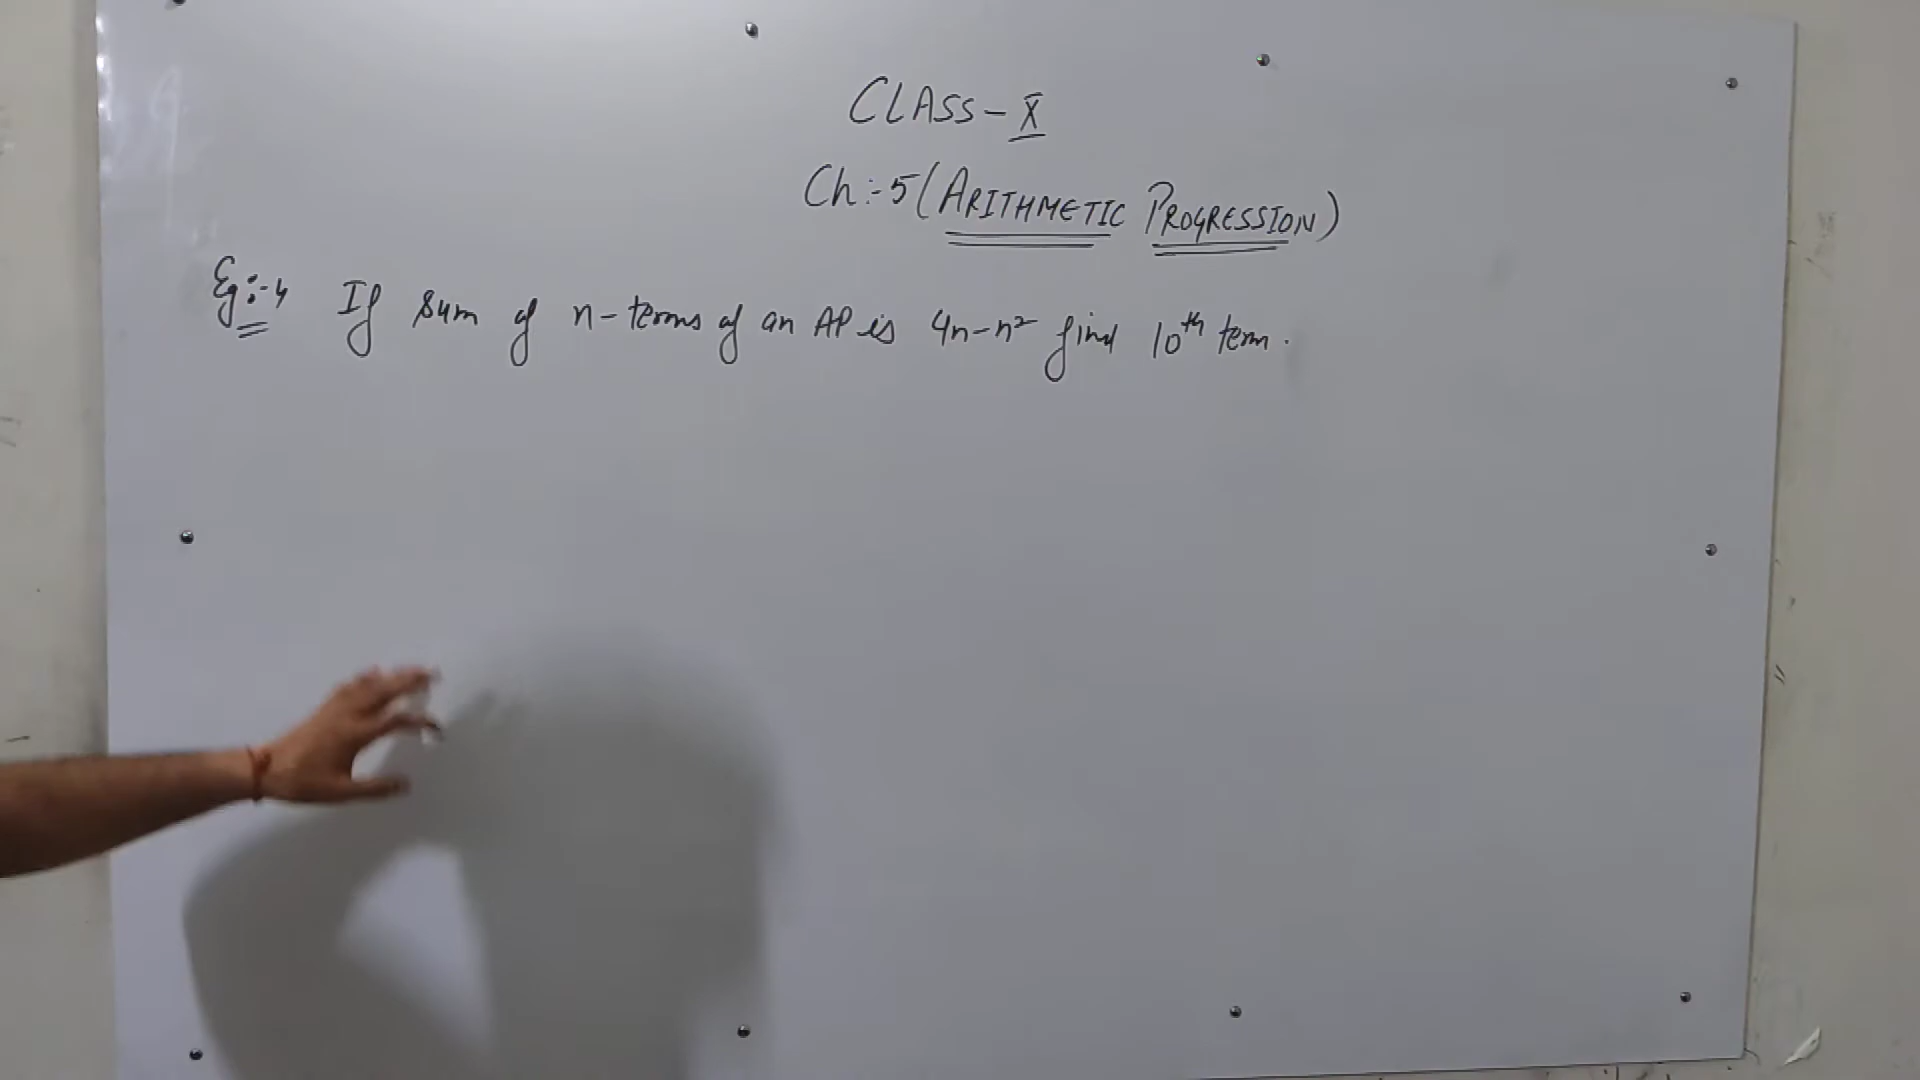 CLASS - X
Ch:- 5 (ARITHMETIC PROGRESSION)
Eg:-4 If sum of n-terms of an AP is 4n-n² find 10th term.